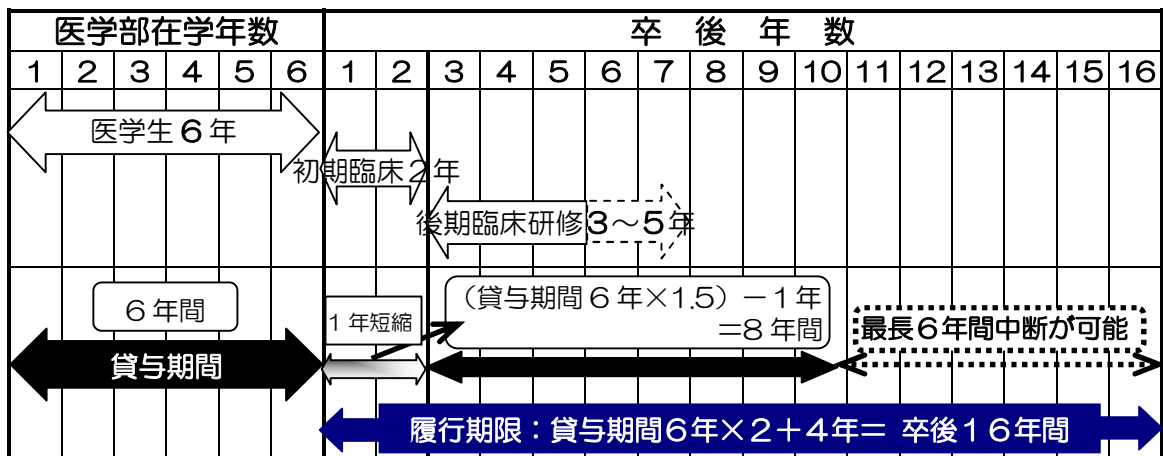 医学部在学年数 卒後年数
1 2 3 4 5 6 1 2 3 4 5 6 7 8 9 10 11 12 13 14 15 16
医学生6年
初期臨床2年
後期臨床研修3～5年
6年間
1年短縮
（貸与期間6年×1.5）－1年
＝8年間
最長6年間中断が可能
貸与期間
履行期限：貸与期間6年×2＋4年＝ 卒後16年間